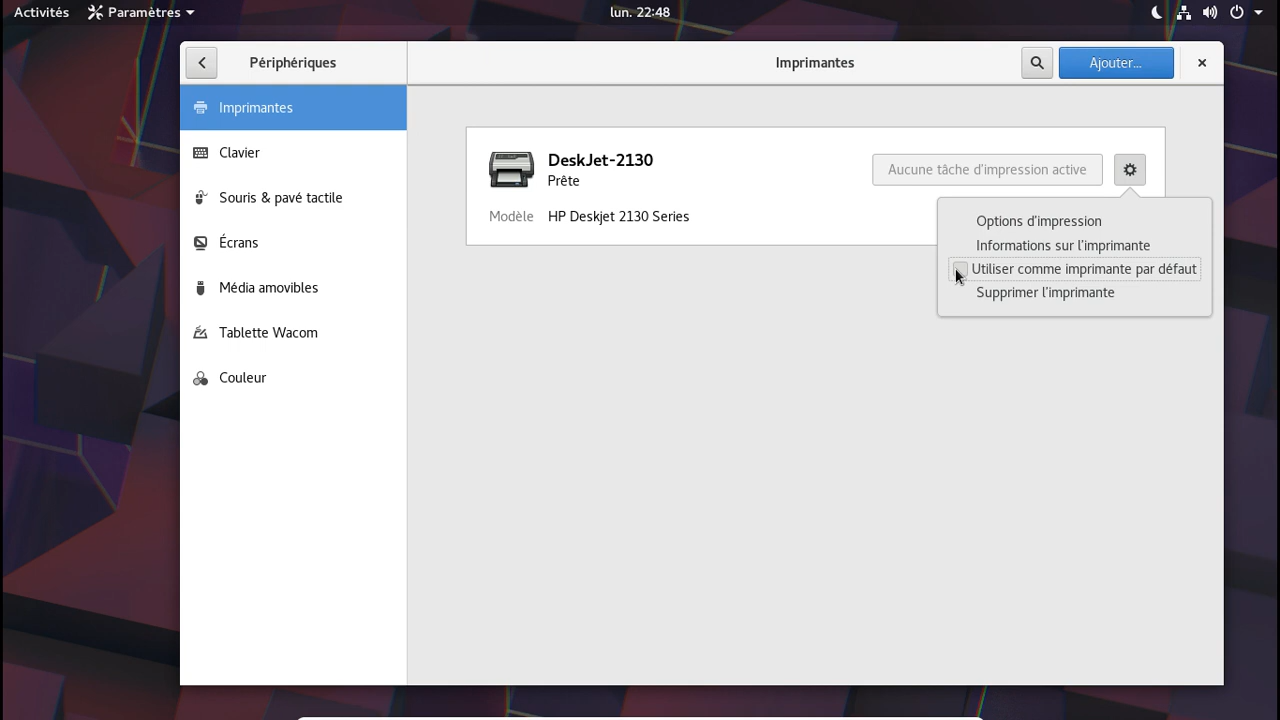 Activités
Paramètres
lun. 22:48
Périphériques
Imprimantes
Ajouter…
Imprimantes
Clavier
Souris & pavé tactile
Écrans
Média amovibles
Tablette Wacom
Couleur
DeskJet-2130
Prête
Aucune tâche d’impression active
Modèle HP Deskjet 2130 Series
Options d’impression
Informations sur l’imprimante
Utiliser comme imprimante par défaut
Supprimer l’imprimante